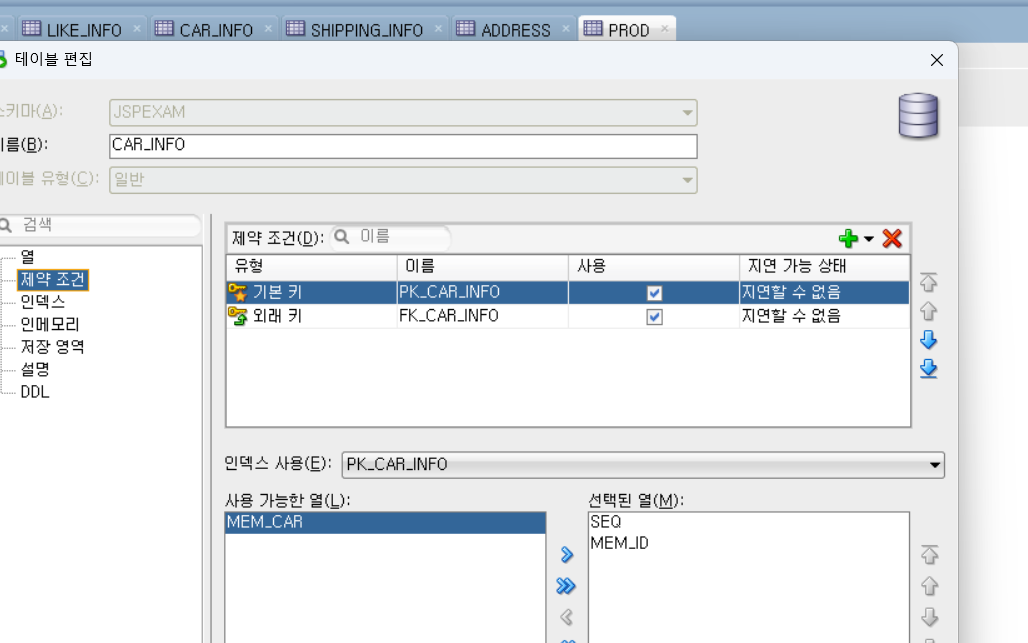 LIKE_INFO CAR_INFO SHIPPING_INFO ADDRESS PROD
테이블 편집
스키마(A): JSPEXAM
이름(B): CAR_INFO
테이블 유형(C): 일반
검색
열
제약 조건
인덱스
인메모리
저장 영역
설명
DDL
제약 조건(D): 이름
유형 이름 사용 지연 가능 상태
기본 키 PK_CAR_INFO 지연할 수 없음
외래 키 FK_CAR_INFO 지연할 수 없음
인덱스 사용(E): PK_CAR_INFO
사용 가능한 열(L):
MEM_CAR
선택된 열(M):
SEQ
MEM_ID